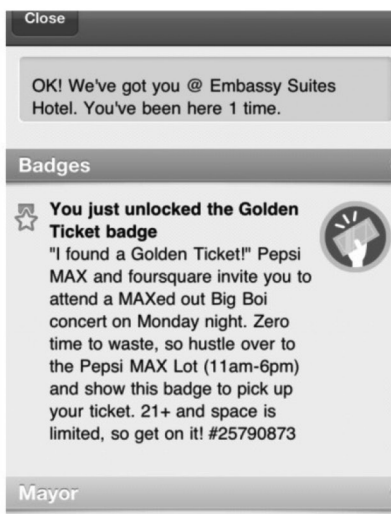 Close
OK! We've got you @ Embassy Suites
Hotel. You've been here 1 time.
Badges
You just unlocked the Golden
Ticket badge
"I found a Golden Ticket!" Pepsi
MAX and foursquare invite you to
attend a MAXed out Big Boi
concert on Monday night. Zero
time to waste, so hustle over to
the Pepsi MAX Lot (11am-6pm)
and show this badge to pick up
your ticket. 21+ and space is
limited, so get on it! #25790873
Mayor